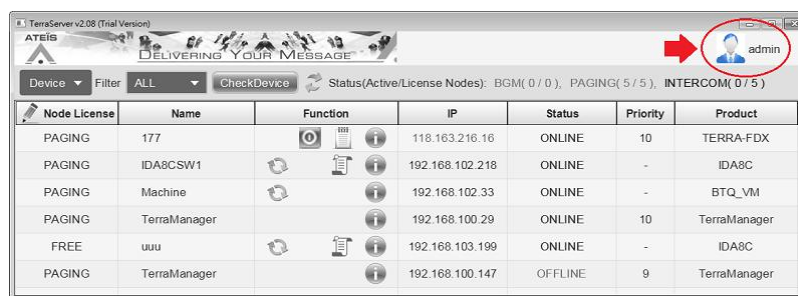 TerraServer v2.08 (Trial Version)
ATEÏS
DELIVERING YOUR MESSAGE
admin
Device Filter ALL CheckDevice Status(Active/License Nodes): BGM( 0 / 0 ), PAGING( 5 / 5 ), INTERCOM( 0 / 5 )
Node License Name Function IP Status Priority Product
PAGING 177 118.163.216.16 ONLINE 10 TERRA-FDX
PAGING IDA8CSW1 192.168.102.218 ONLINE - IDA8C
PAGING Machine 192.168.102.33 ONLINE - BTQ_VM
PAGING TerraManager 192.168.100.29 ONLINE 10 TerraManager
FREE uuu 192.168.103.199 ONLINE - IDA8C
PAGING TerraManager 192.168.100.147 OFFLINE 9 TerraManager